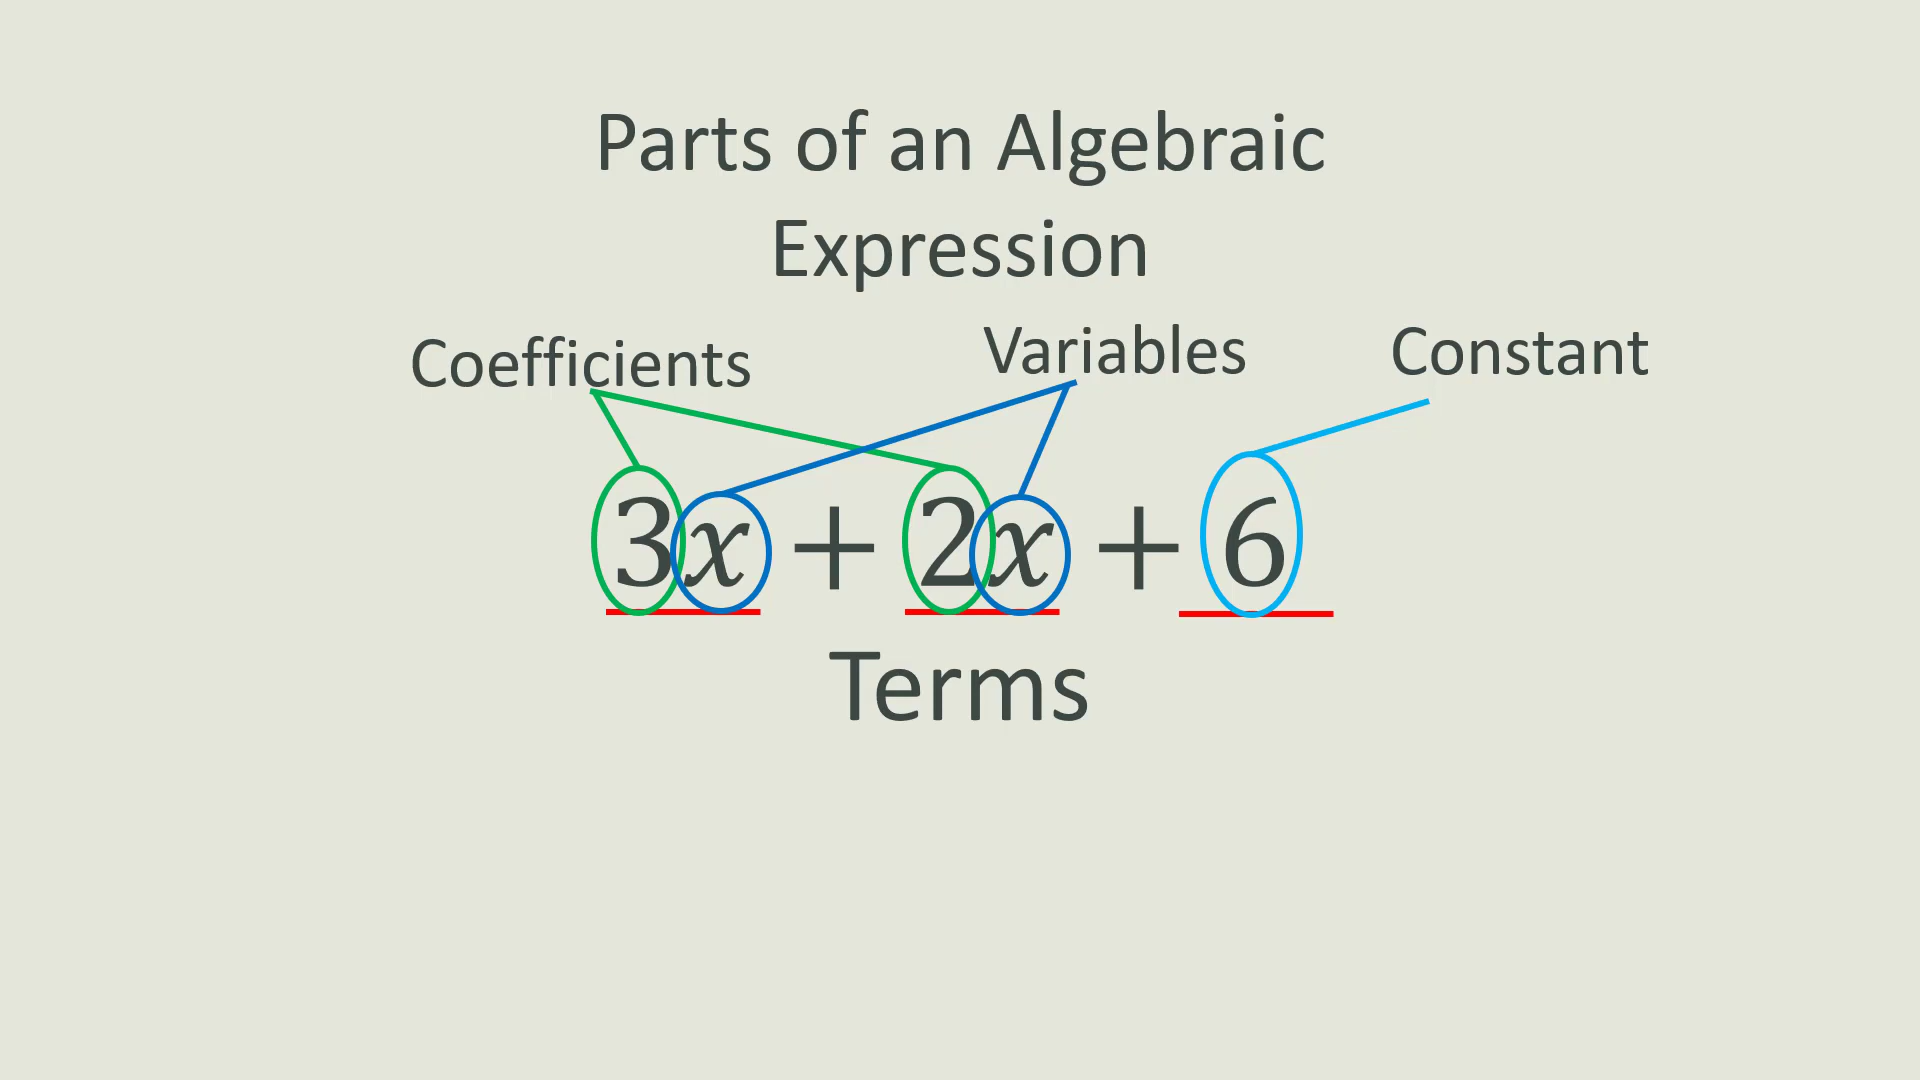 Parts of an Algebraic
Expression
Coefficients Variables Constant
3x + 2x + 6
Terms